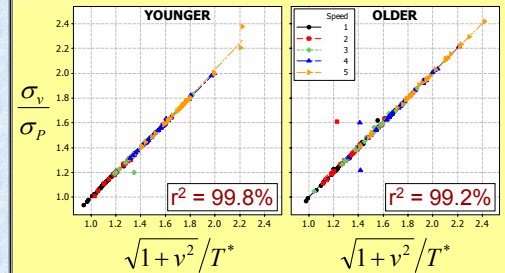 YOUNGER
OLDER
2.4
2.2
2.0
1.8
1.6
1.4
1.2
1.0
σ_v / σ_P
Speed
1
2
3
4
5
r² = 99.8%
r² = 99.2%
1.0 1.2 1.4 1.6 1.8 2.0 2.2 2.4
1.0 1.2 1.4 1.6 1.8 2.0 2.2 2.4
√(1 + v²) / T*
√(1 + v²) / T*